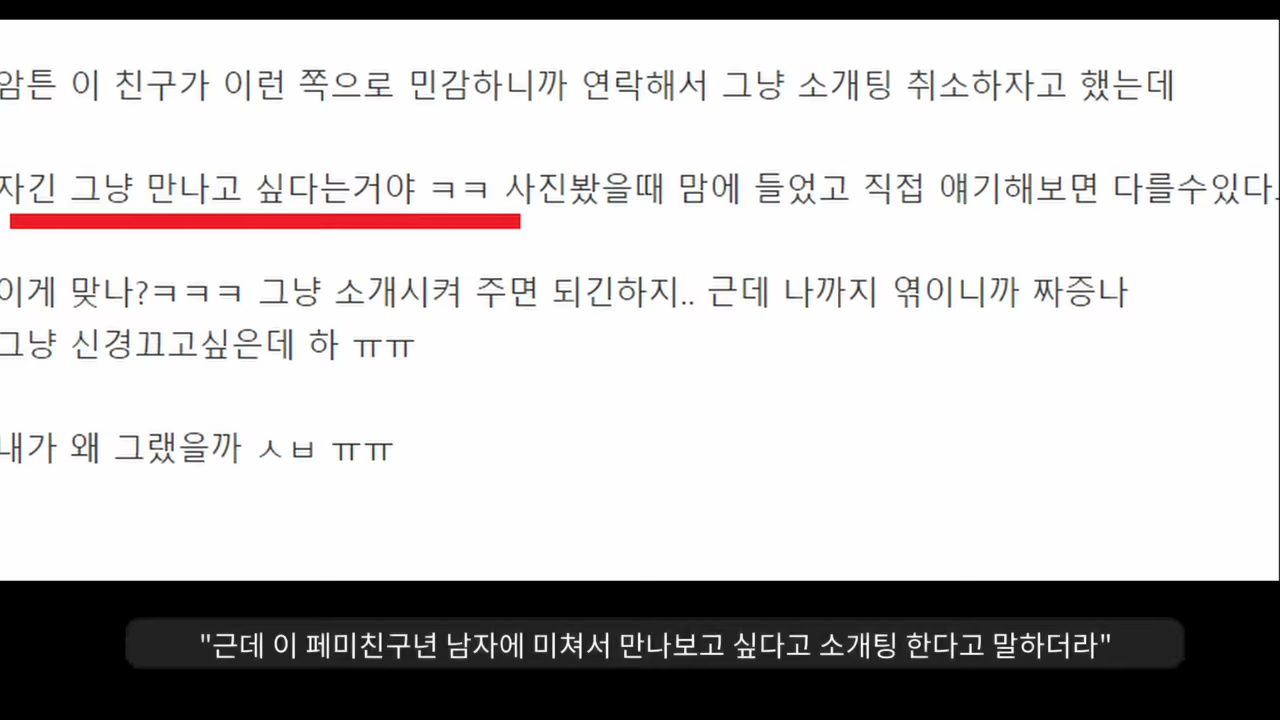 암튼 이 친구가 이런 쪽으로 민감하니까 연락해서 그냥 소개팅 취소하자고 했는데
자긴 그냥 만나고 싶다는거야 ㅋㅋ 사진봤을때 맘에 들었고 직접 얘기해보면 다를수있다
이게 맞나?ㅋㅋㅋ 그냥 소개시켜 주면 되긴하지.. 근데 나까지 엮이니까 짜증나
그냥 신경끄고싶은데 하 ㅠㅠ
내가 왜 그랬을까 ㅅㅂ ㅠㅠ
"근데 이 페미친구년 남자에 미쳐서 만나보고 싶다고 소개팅 한다고 말하더라"